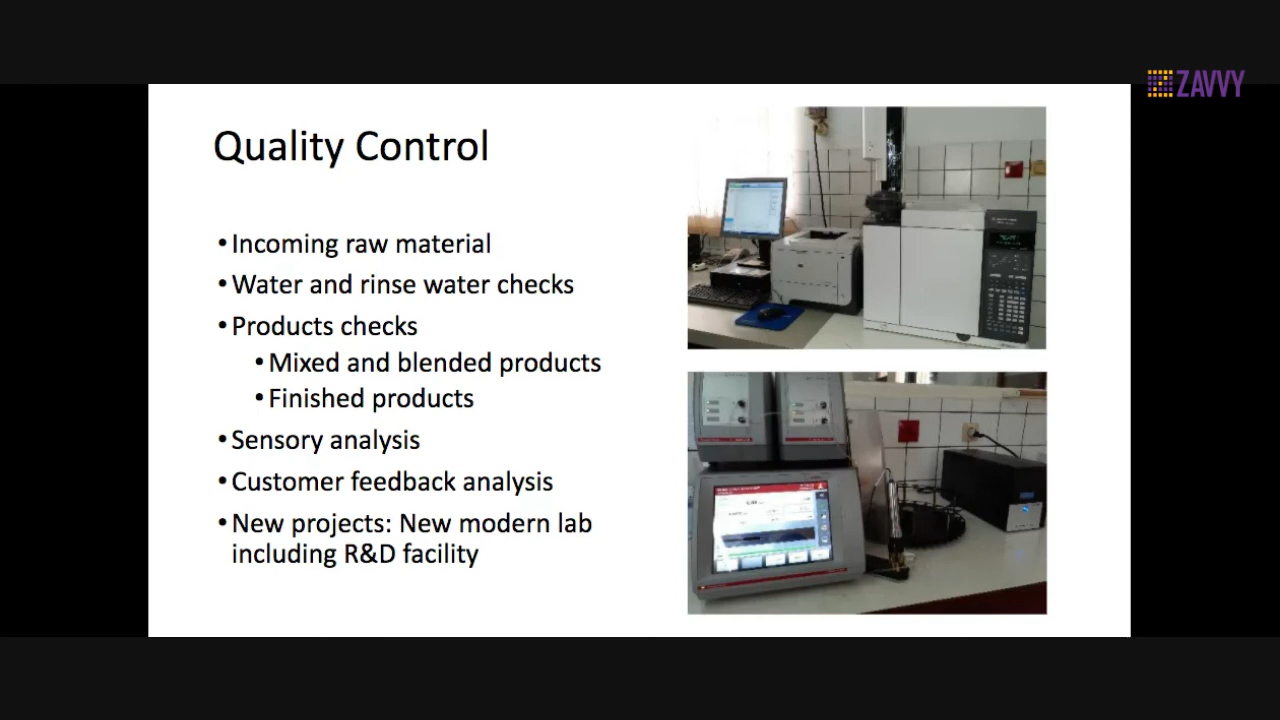 ZAVVY
Quality Control
•Incoming raw material
•Water and rinse water checks
•Products checks
•Mixed and blended products
•Finished products
•Sensory analysis
•Customer feedback analysis
•New projects: New modern lab
including R&D facility